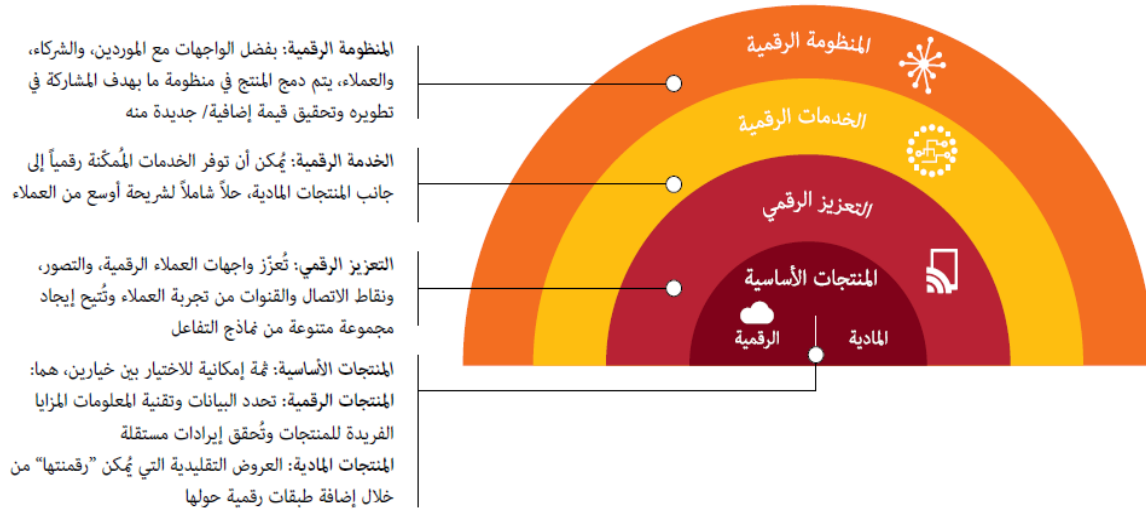 المنظومة الرقمية
الخدمات الرقمية
التعزيز الرقمي
المنتجات الأساسية
المادية
الرقمية
المنظومة الرقمية: بفضل الواجهات مع الموردين، والشركاء،
والعملاء، يتم دمج المنتج في منظومة ما بهدف المشاركة في
تطويره وتحقيق قيمة إضافية/ جديدة منه
الخدمة الرقمية: يُمكن أن توفر الخدمات المُمكّنة رقمياً إلى
جانب المنتجات المادية، حلاً شاملاً لشريحة أوسع من العملاء
التعزيز الرقمي: تُعزّز واجهات العملاء الرقمية، والتصور،
ونقاط الاتصال والقنوات من تجربة العملاء وتُتيح إيجاد
مجموعة متنوعة من نماذج التفاعل
المنتجات الأساسية: ثمة إمكانية للاختيار بين خيارين، هما:
المنتجات الرقمية: تحدد البيانات وتقنية المعلومات المزايا
الفريدة للمنتجات وتُحقق إيرادات مستقلة
المنتجات المادية: العروض التقليدية التي يُمكن ”رقمنتها“ من
خلال إضافة طبقات رقمية حولها